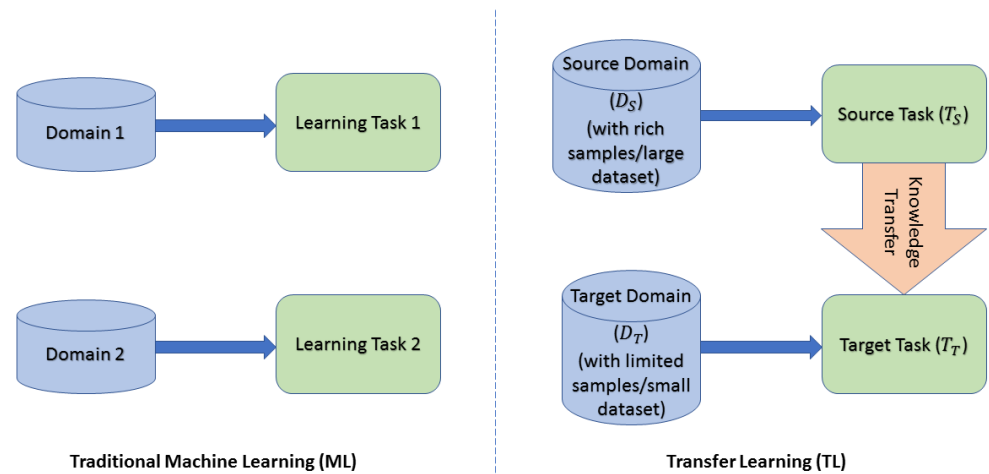 Domain 1
Learning Task 1
Domain 2
Learning Task 2
Traditional Machine Learning (ML)
Source Domain
(D_S)
(with rich
samples/large
dataset)
Source Task (T_S)
Knowledge
Transfer
Target Domain
(D_T)
(with limited
samples/small
dataset)
Target Task (T_T)
Transfer Learning (TL)